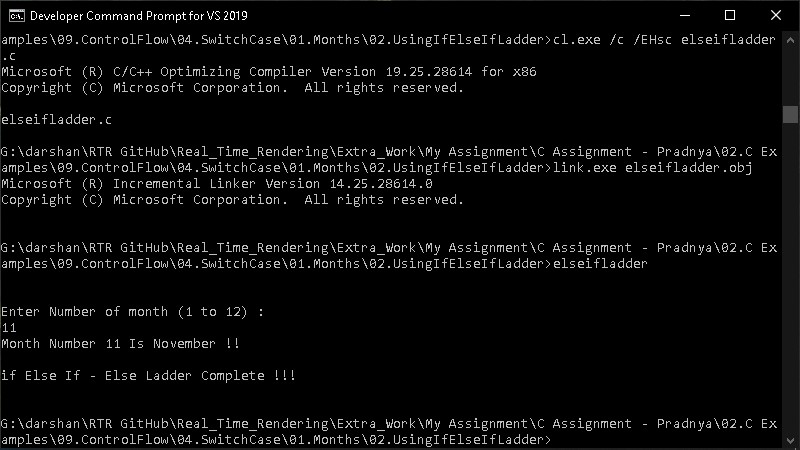 Developer Command Prompt for VS 2019
amples\09.ControlFlow\04.SwitchCase\01.Months\02.UsingIfElseIfLadder>cl.exe /c /EHsc elseifladder
.c
Microsoft (R) C/C++ Optimizing Compiler Version 19.25.28614 for x86
Copyright (C) Microsoft Corporation.  All rights reserved.
elseifladder.c
G:\darshan\RTR GitHub\Real_Time_Rendering\Extra_Work\My Assignment\C Assignment - Pradnya\02.C Ex
amples\09.ControlFlow\04.SwitchCase\01.Months\02.UsingIfElseIfLadder>link.exe elseifladder.obj
Microsoft (R) Incremental Linker Version 14.25.28614.0
Copyright (C) Microsoft Corporation.  All rights reserved.
G:\darshan\RTR GitHub\Real_Time_Rendering\Extra_Work\My Assignment\C Assignment - Pradnya\02.C Ex
amples\09.ControlFlow\04.SwitchCase\01.Months\02.UsingIfElseIfLadder>elseifladder
Enter Number of month (1 to 12) :
11
Month Number 11 Is November !!
if Else If - Else Ladder Complete !!!
G:\darshan\RTR GitHub\Real_Time_Rendering\Extra_Work\My Assignment\C Assignment - Pradnya\02.C Ex
amples\09.ControlFlow\04.SwitchCase\01.Months\02.UsingIfElseIfLadder>